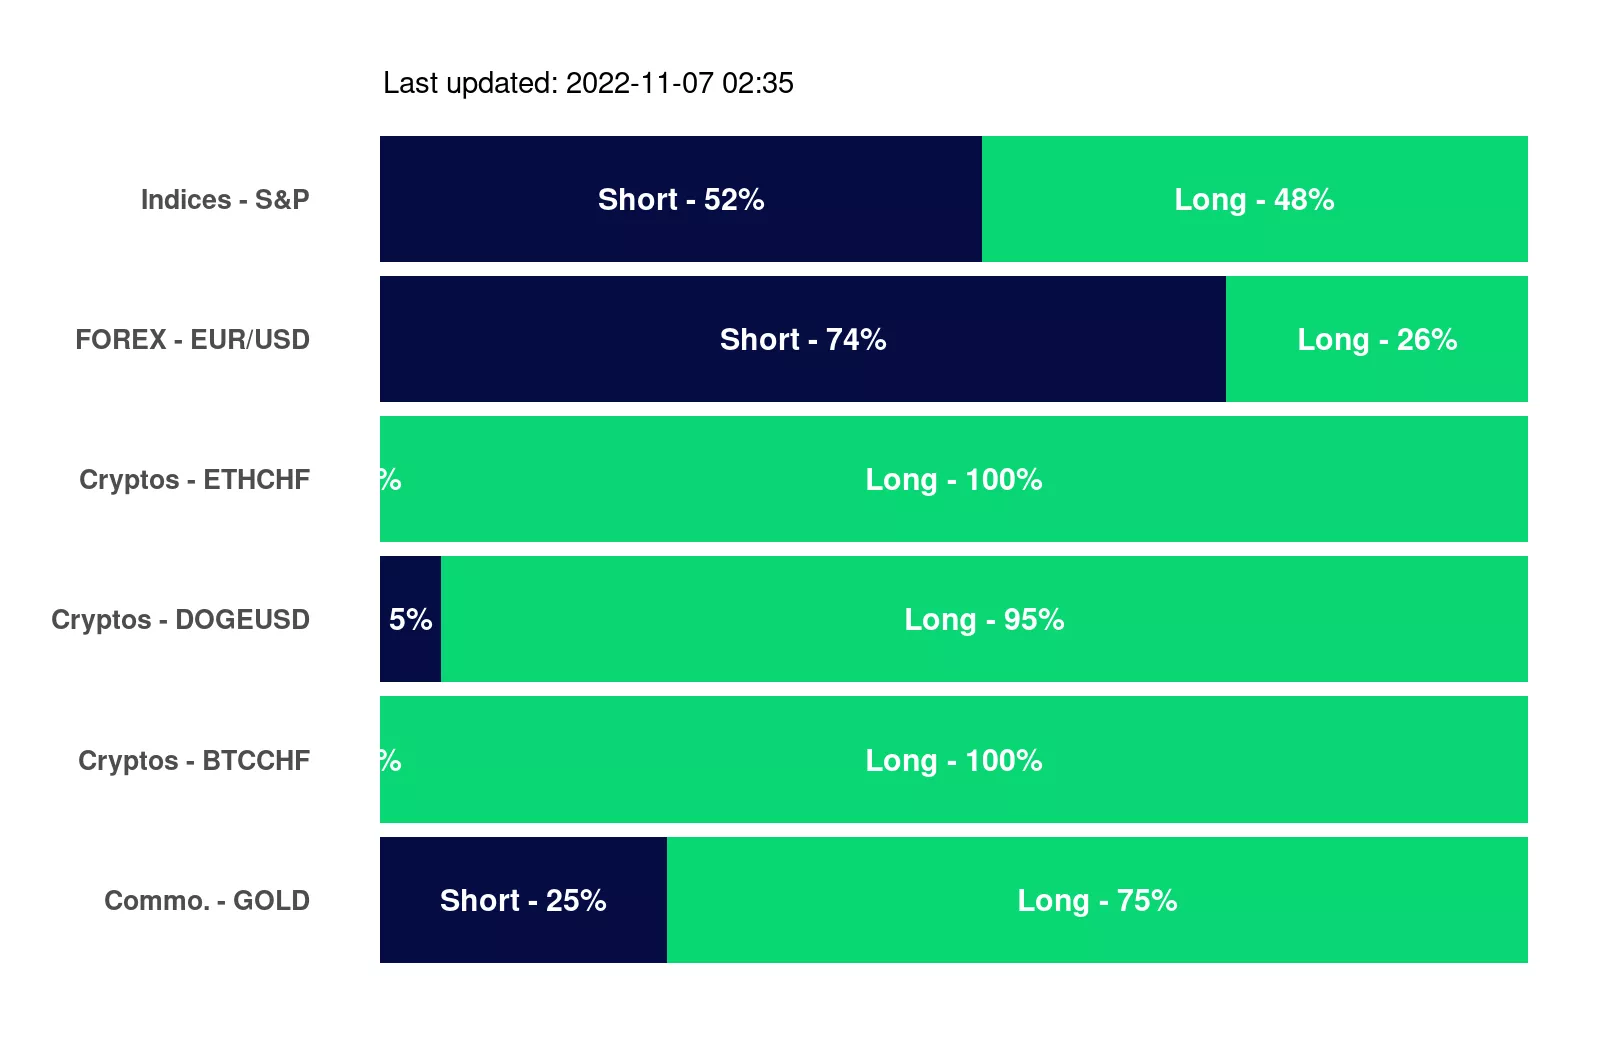 Last updated: 2022-11-07 02:35
Indices - S&P Short - 52% Long - 48%
FOREX - EUR/USD Short - 74% Long - 26%
Cryptos - ETHCHF % Long - 100%
Cryptos - DOGEUSD 5% Long - 95%
Cryptos - BTCCHF % Long - 100%
Commo. - GOLD Short - 25% Long - 75%